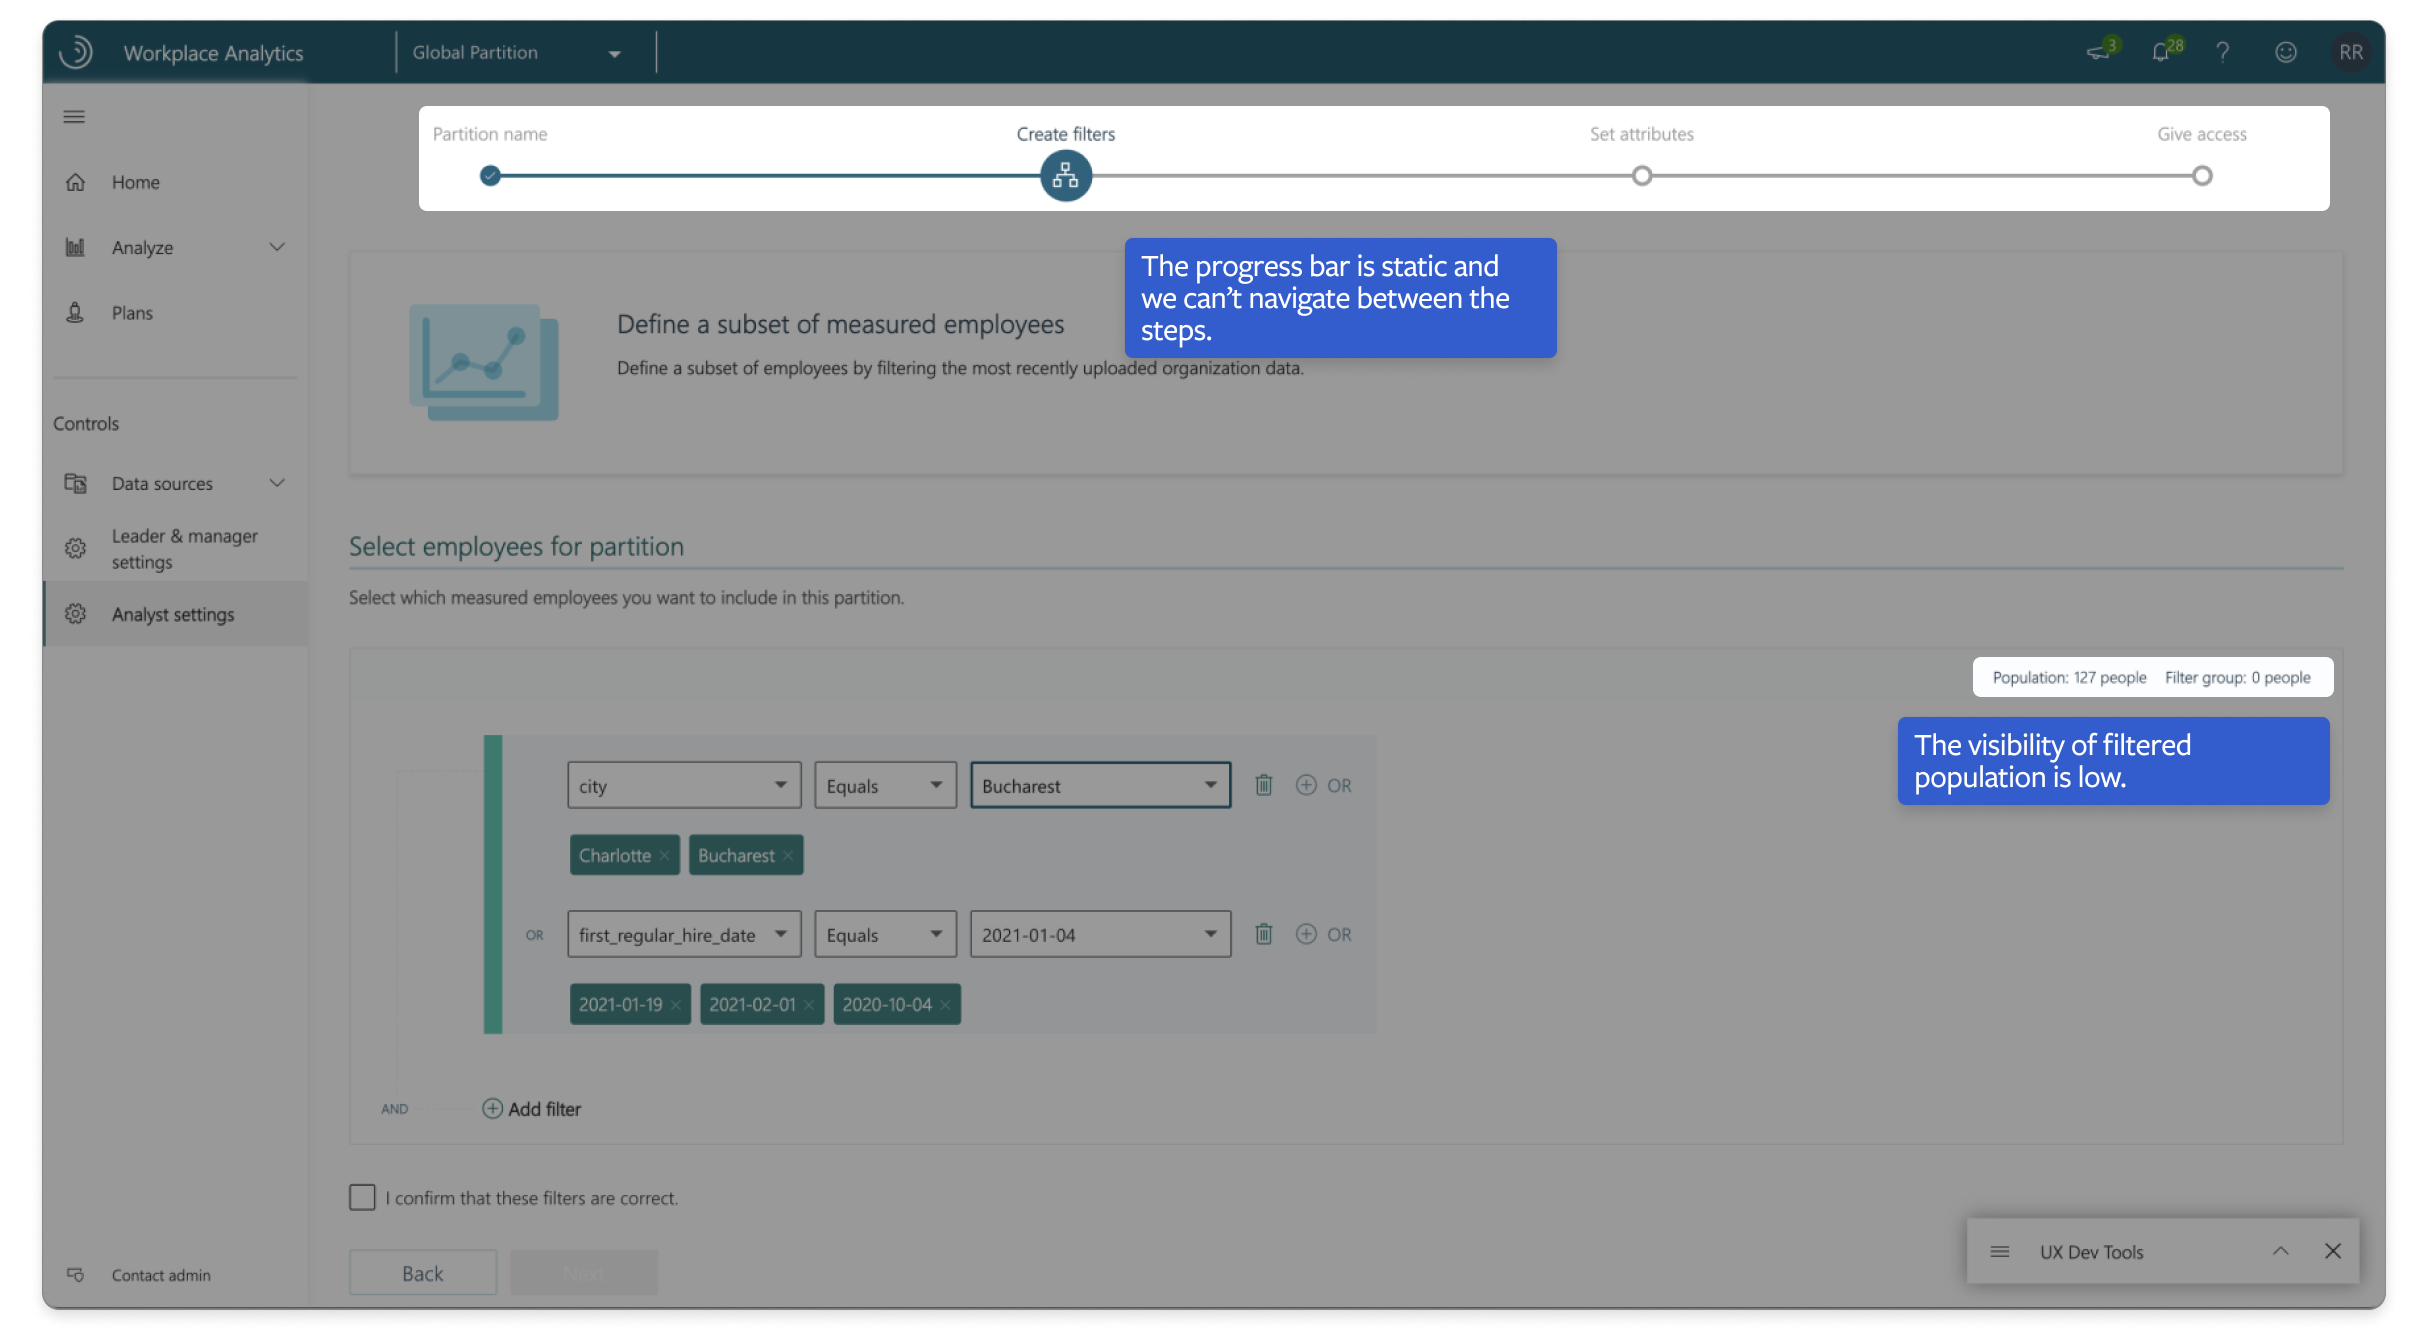 Workplace Analytics
Global Partition
3
28
RR
Partition name
Create filters
Set attributes
Give access
Home
Analyze
Plans
The progress bar is static and
we can’t navigate between the
steps.
Define a subset of measured employees
Define a subset of employees by filtering the most recently uploaded organization data.
Controls
Data sources
Leader & manager
settings
Analyst settings
Select employees for partition
Select which measured employees you want to include in this partition.
Population: 127 people Filter group: 0 people
The visibility of filtered
population is low.
city Equals Bucharest OR
Charlotte Bucharest
OR first_regular_hire_date Equals 2021-01-04 OR
2021-01-19 2021-02-01 2020-10-04
AND Add filter
I confirm that these filters are correct.
Back Next
UX Dev Tools
Contact admin